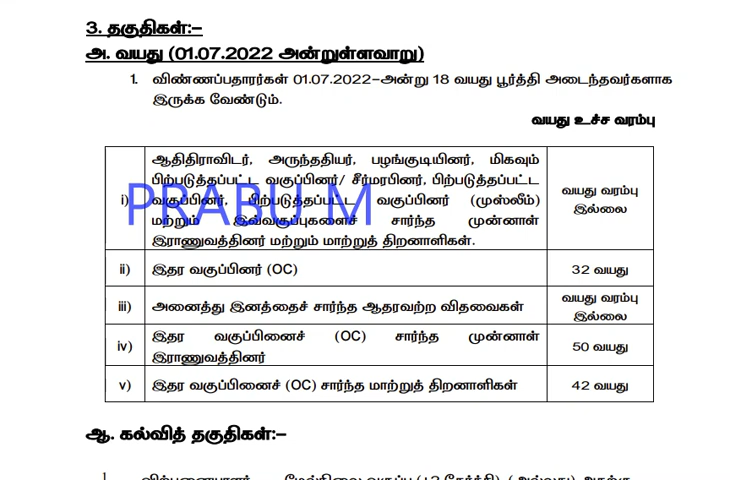 3. தகுதிகள்:-
அ. வயது (01.07.2022 அன்றுள்ளவாறு)
1. விண்ணப்பதாரர்கள் 01.07.2022-அன்று 18 வயது பூர்த்தி அடைந்தவர்களாக
இருக்க வேண்டும்.
வயது உச்ச வரம்பு
i)
ஆதிதிராவிடர், அருந்ததியர், பழங்குடியினர், மிகவும்
பிற்படுத்தப்பட்ட வகுப்பினர்/ சீர்மரபினர், பிற்படுத்தப்பட்ட
வகுப்பினர், பிற்படுத்தப்பட்ட வகுப்பினர் (முஸ்லீம்)
மற்றும் இவ்வகுப்புகளைச் சார்ந்த முன்னாள்
இராணுவத்தினர் மற்றும் மாற்றுத் திறனாளிகள்.
வயது வரம்பு
இல்லை
PRABU M
ii) இதர வகுப்பினர் (OC) 32 வயது
iii) அனைத்து இனத்தைச் சார்ந்த ஆதரவற்ற விதவைகள்
வயது வரம்பு
இல்லை
iv)
இதர வகுப்பினைச் (OC) சார்ந்த முன்னாள்
இராணுவத்தினர்
50 வயது
v) இதர வகுப்பினைச் (OC) சார்ந்த மாற்றுத் திறனாளிகள் 42 வயது
ஆ. கல்வித் தகுதிகள்:-